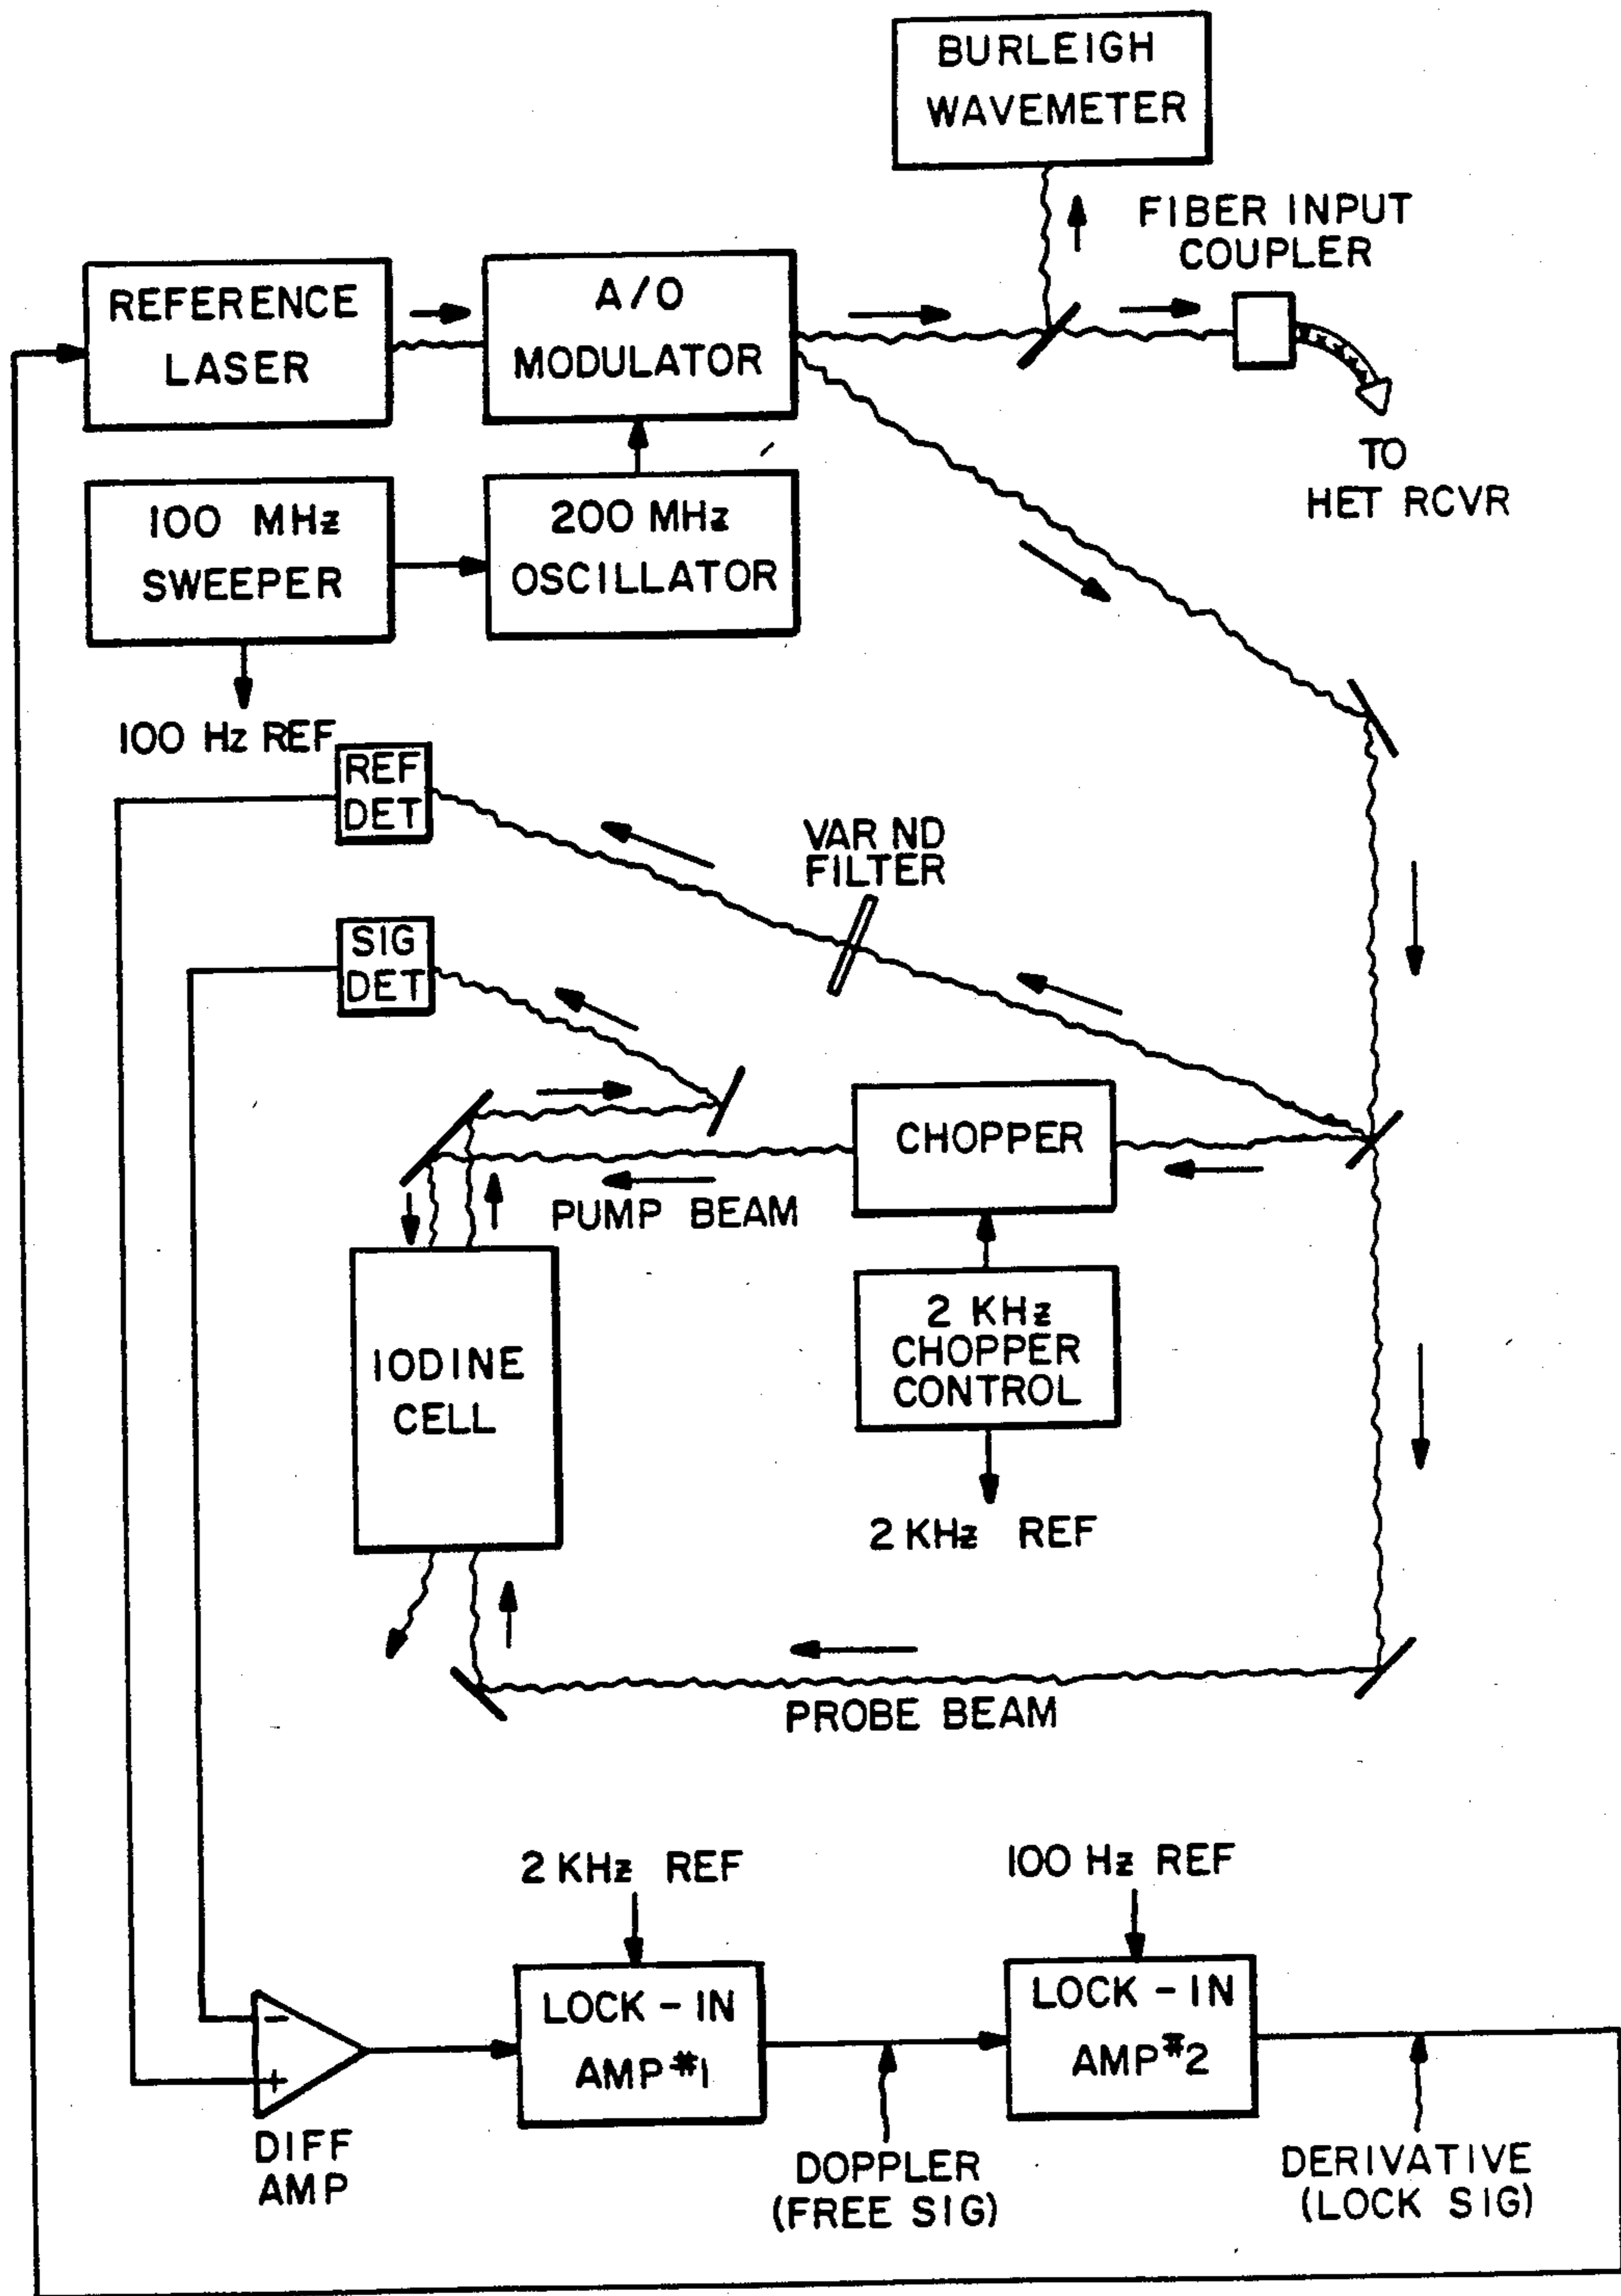 BURLEIGH
WAVEMETER
FIBER INPUT
COUPLER
REFERENCE
LASER
A/O
MODULATOR
TO
HET RCVR
100 MHz
SWEEPER
200 MHz
OSCILLATOR
100 Hz REF
REF
DET
VAR ND
FILTER
SIG
DET
CHOPPER
PUMP BEAM
IODINE
CELL
2 KHz
CHOPPER
CONTROL
2 KHz REF
PROBE BEAM
2 KHz REF
100 Hz REF
LOCK - IN
AMP #1
LOCK - IN
AMP #2
−
+
DIFF
AMP
DOPPLER
(FREE SIG)
DERIVATIVE
(LOCK SIG)